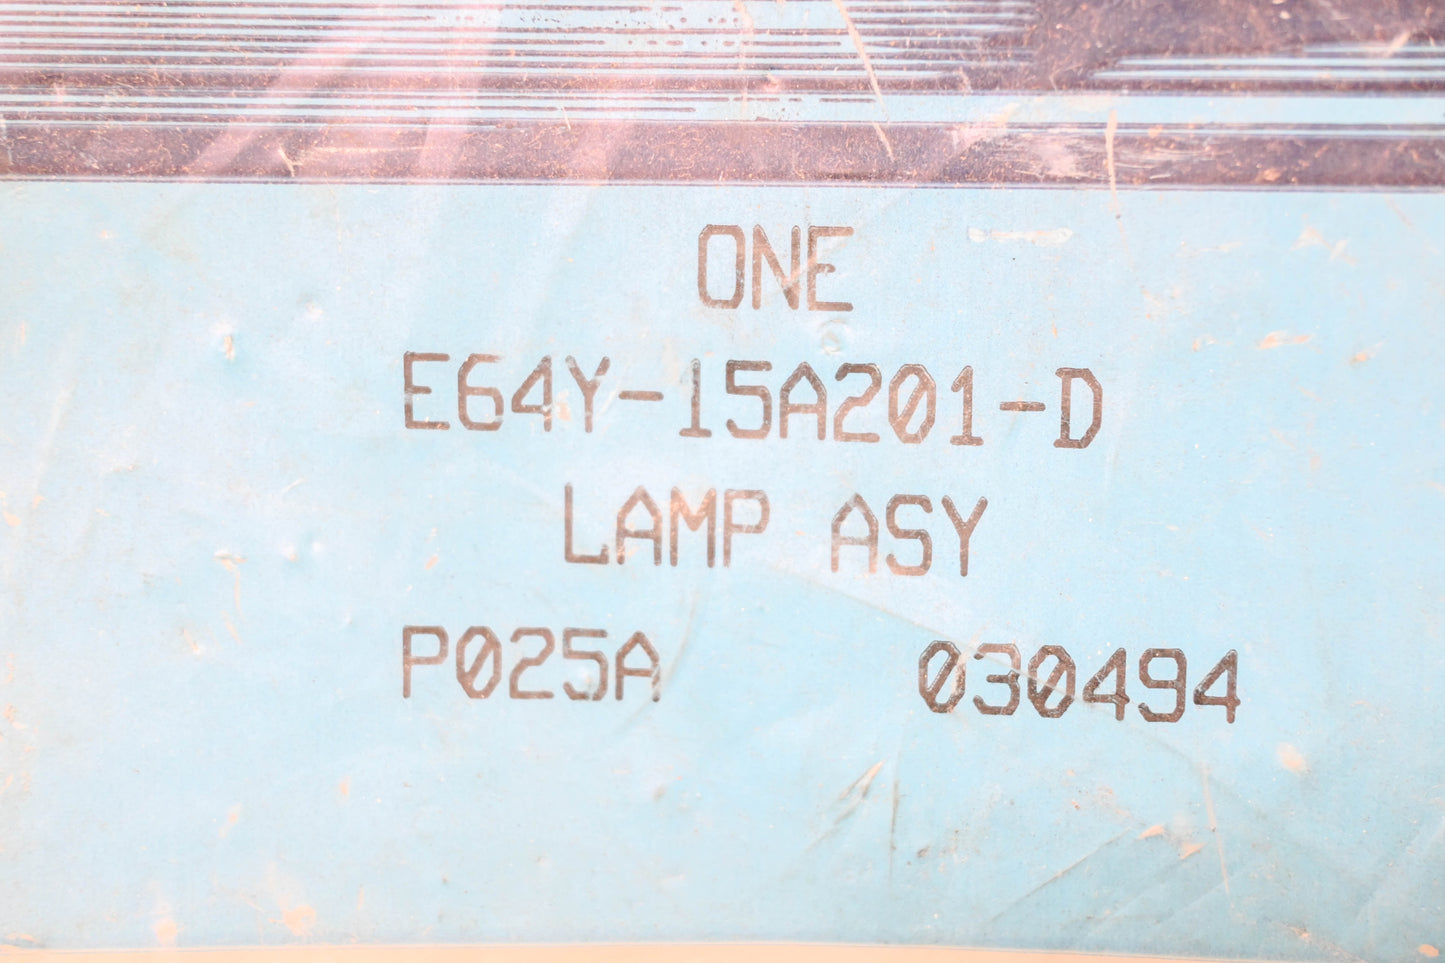 ONE
E64Y-15A201-D
LAMP ASY
P025A 030494